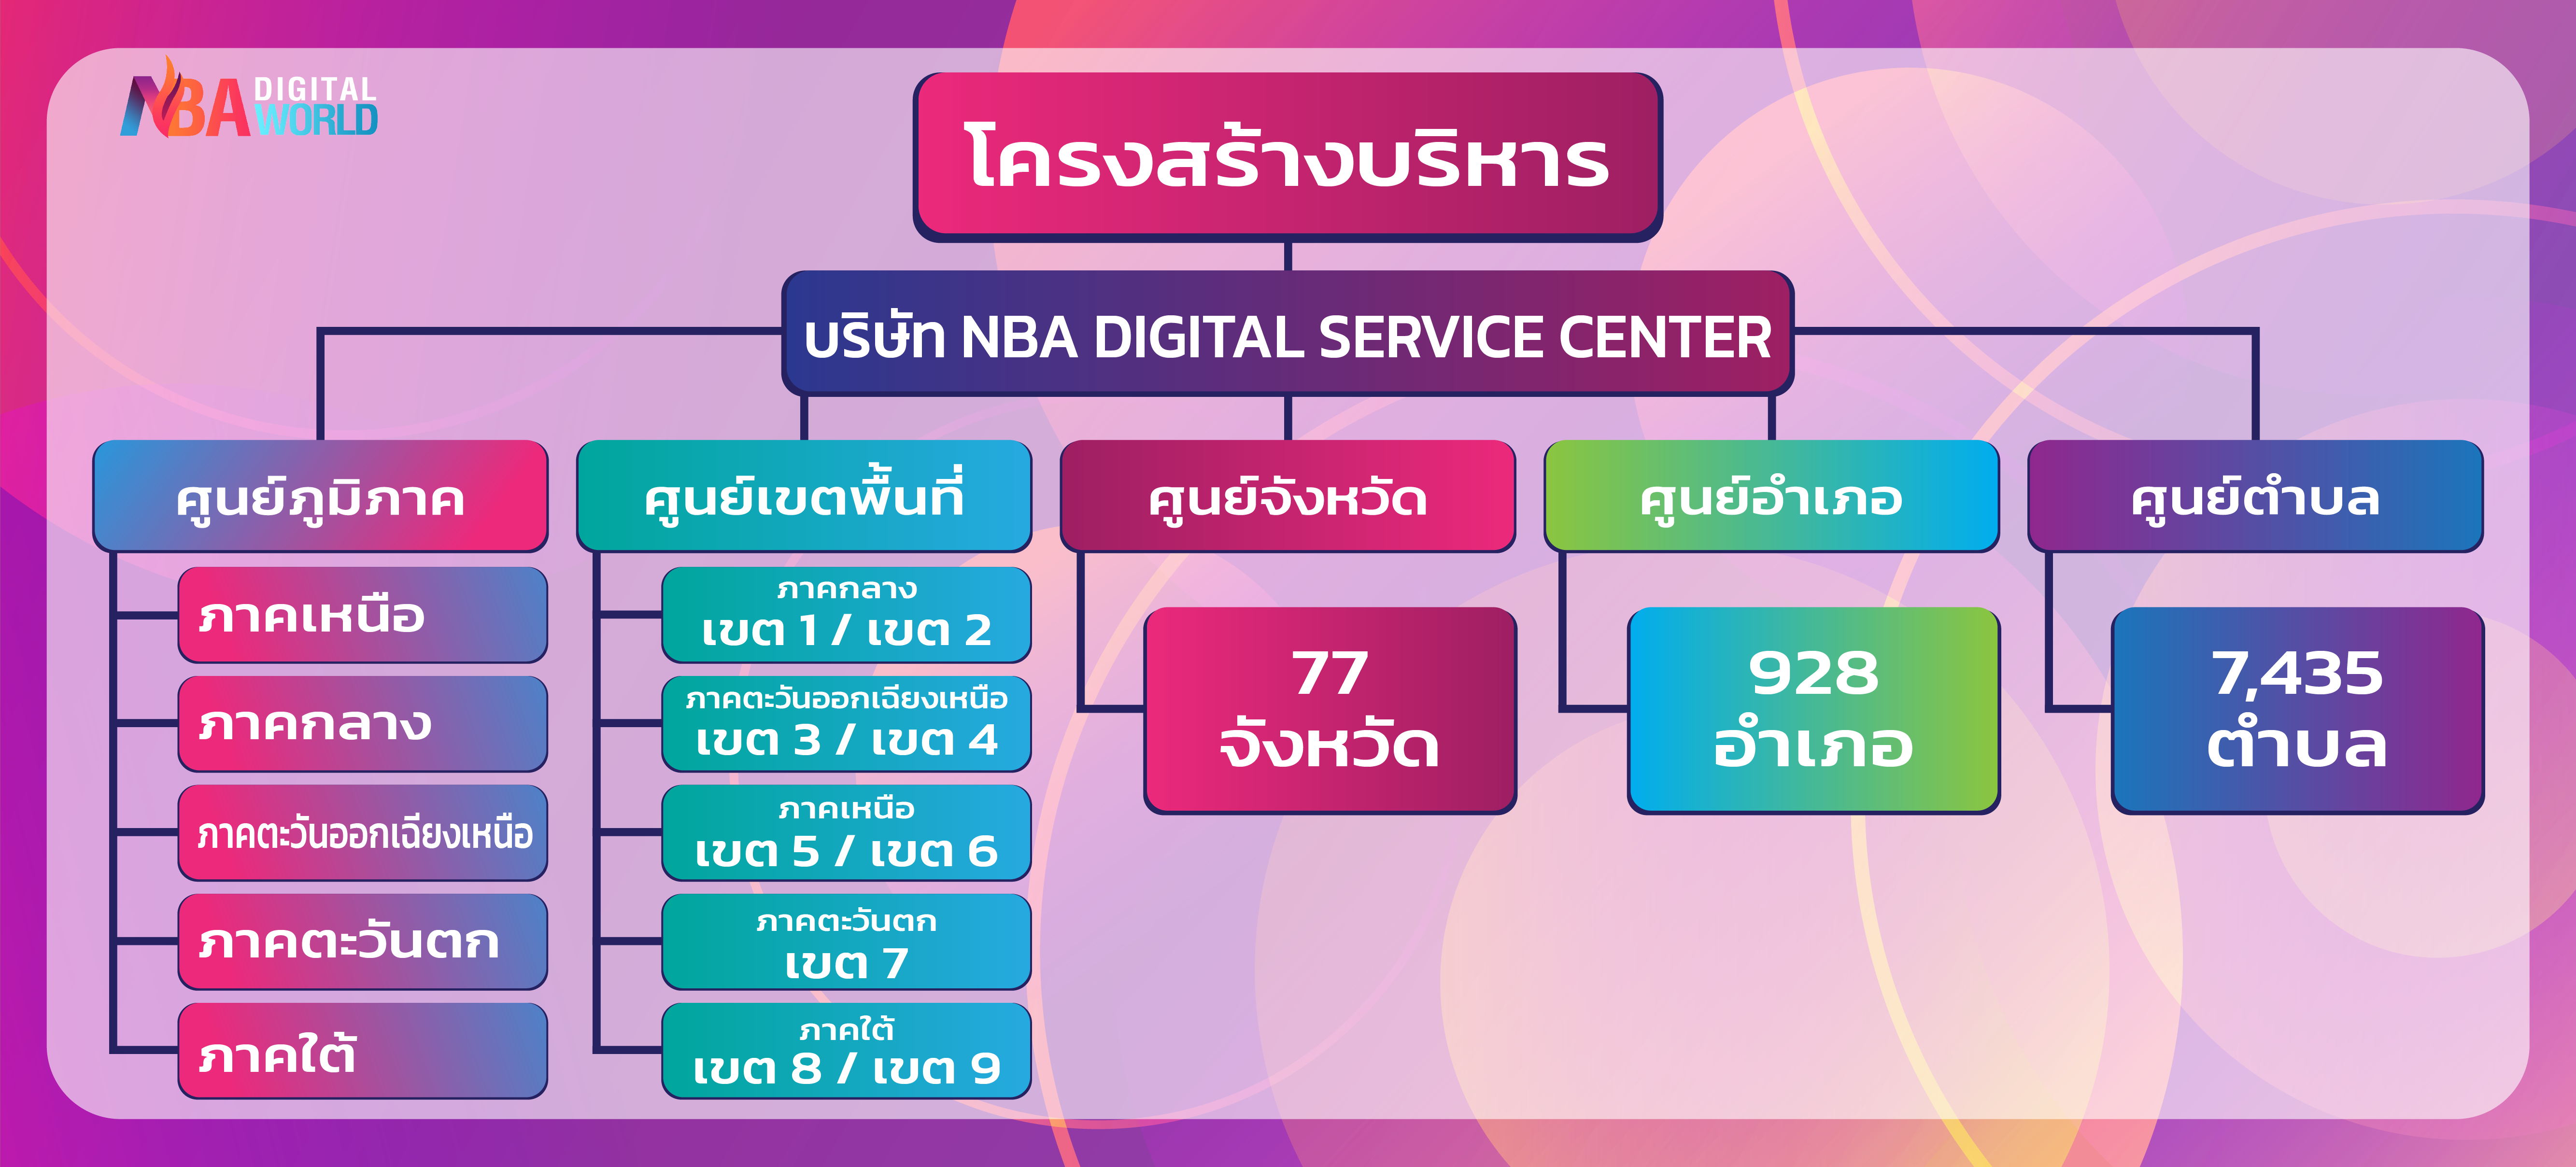 NBA DIGITAL WORLD
โครงสร้างบริหาร
บริษัท NBA DIGITAL SERVICE CENTER
ศูนย์ภูมิภาค
ภาคเหนือ
ภาคกลาง
ภาคตะวันออกเฉียงเหนือ
ภาคตะวันตก
ภาคใต้
ศูนย์เขตพื้นที่
ภาคกลาง
เขต 1 / เขต 2
ภาคตะวันออกเฉียงเหนือ
เขต 3 / เขต 4
ภาคเหนือ
เขต 5 / เขต 6
ภาคตะวันตก
เขต 7
ภาคใต้
เขต 8 / เขต 9
ศูนย์จังหวัด
77
จังหวัด
ศูนย์อำเภอ
928
อำเภอ
ศูนย์ตำบล
7,435
ตำบล